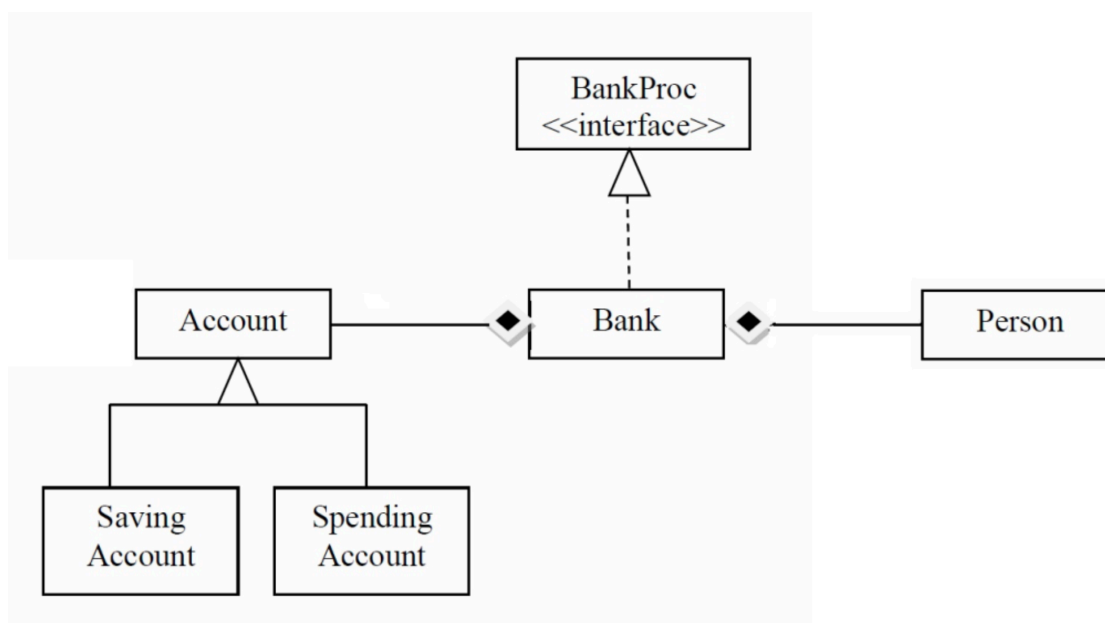 BankProc
<<interface>>
Account
Bank
Person
Saving
Account
Spending
Account